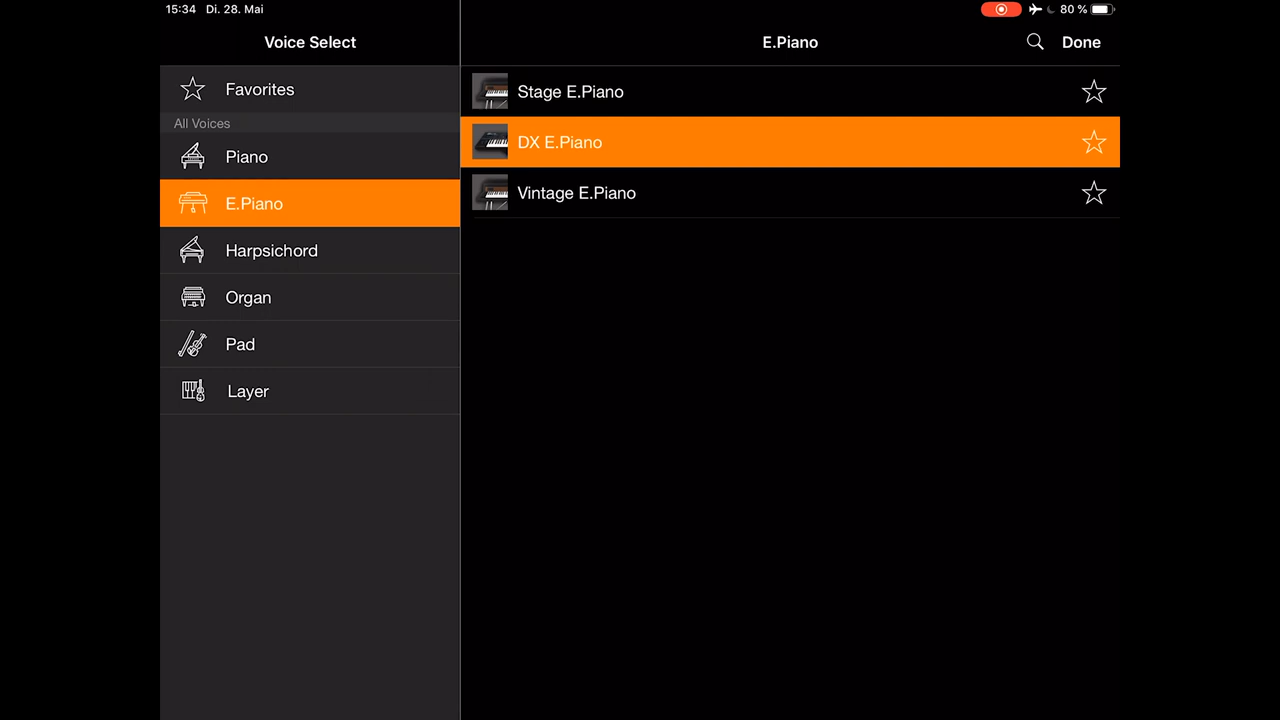 15:34 Di. 28. Mai
80 %
Voice Select
Favorites
All Voices
Piano
E.Piano
Harpsichord
Organ
Pad
Layer
E.Piano
Done
Stage E.Piano
DX E.Piano
Vintage E.Piano